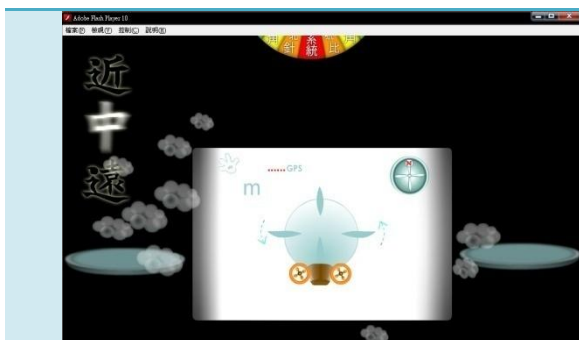 Adobe Flash Player 10
檔案(F) 檢視(V) 控制(C) 說明(H)
針 系統 比
近
中
遠
GPS
m